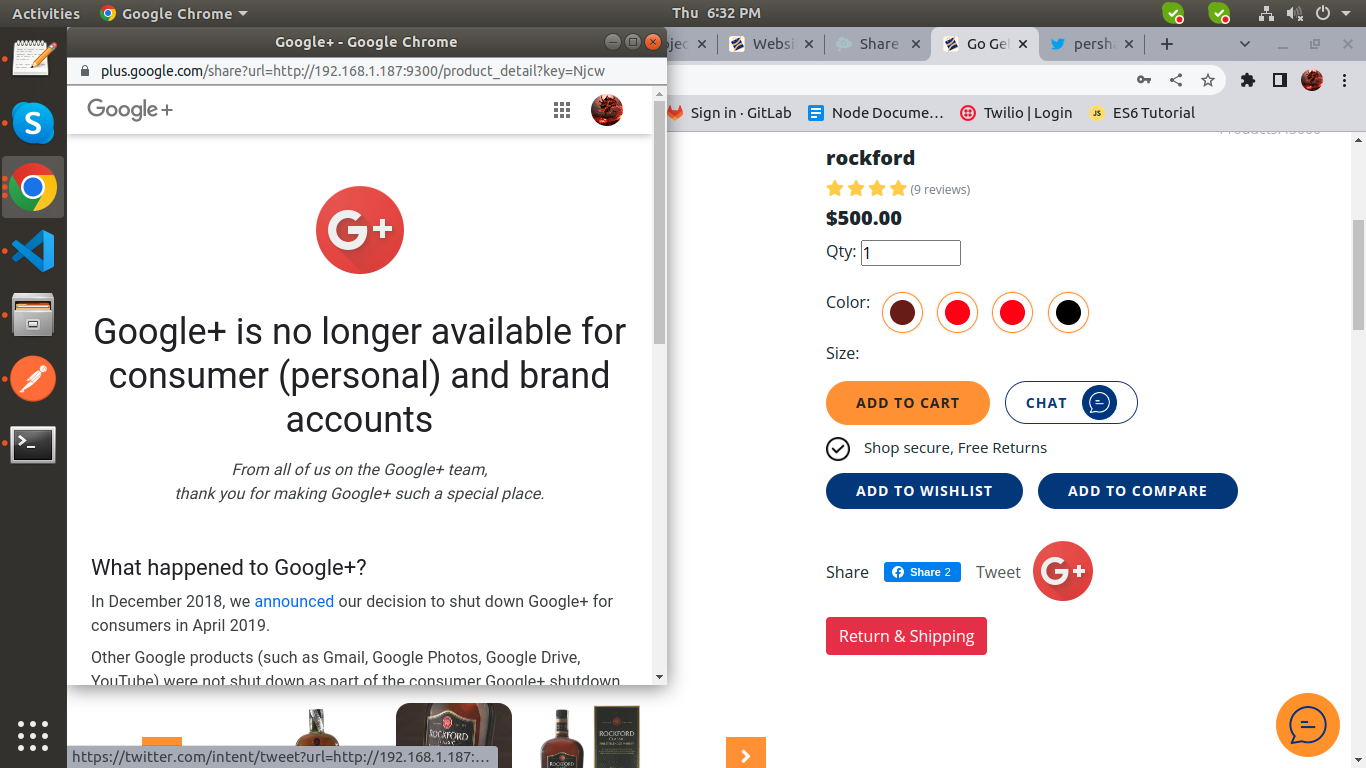 Activities
Google Chrome
Thu 6:32 PM
Google+ - Google Chrome
plus.google.com/share?url=http://192.168.1.187:9300/product_detail?key=Njcw
Websi
Share
Go Gel
persha
Sign in · GitLab
Node Docume…
Twilio | Login
JS
ES6 Tutorial
Google+
G+
Google+ is no longer available for
consumer (personal) and brand
accounts
From all of us on the Google+ team,
thank you for making Google+ such a special place.
What happened to Google+?
In December 2018, we announced our decision to shut down Google+ for
consumers in April 2019.
Other Google products (such as Gmail, Google Photos, Google Drive,
YouTube) were not shut down as part of the consumer Google+ shutdown
rockford
(9 reviews)
$500.00
Qty: 1
Color:
Size:
ADD TO CART
CHAT
Shop secure, Free Returns
ADD TO WISHLIST
ADD TO COMPARE
Share
Share 2
Tweet
G+
Return & Shipping
ROCKFORD
ROCKFORD
https://twitter.com/intent/tweet?url=http://192.168.1.187:…